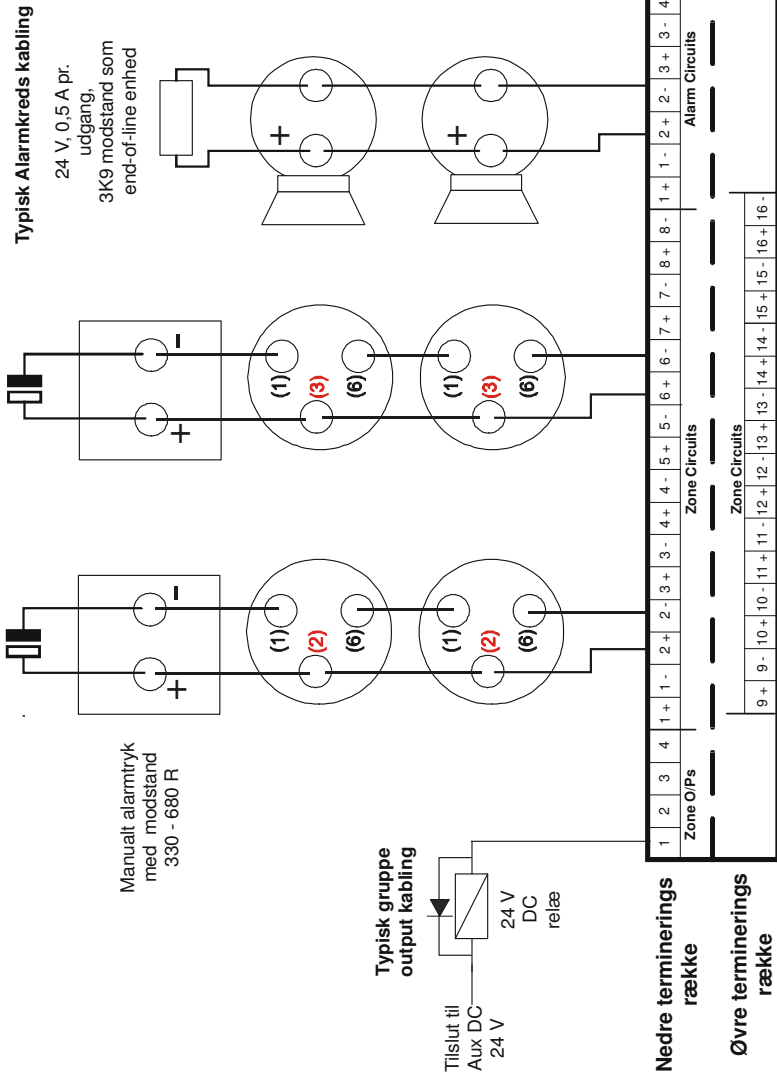 Typisk Alarmkreds kabling
24 V, 0,5 A pr.
udgang,
3K9 modstand som
end-of-line enhed
+
+
-
+
(1)
(3)
(6)
(1)
(3)
(6)
-
+
(1)
(2)
(6)
(1)
(2)
(6)
Manualt alarmtryk
med modstand
330 - 680 R
Typisk gruppe
output kabling
24 V
DC
relæ
Tilslut til
Aux DC
24 V
Nedre terminerings
række
1 2 3 4 1 + 1 - 2 + 2 - 3 + 3 - 4 + 4 - 5 + 5 - 6 + 6 - 7 + 7 - 8 + 8 - 1 + 1 - 2 + 2 - 3 + 3 - 4
Zone O/Ps Zone Circuits Alarm Circuits
Øvre terminerings
række
Zone Circuits
9 + 9 - 10 + 10 - 11 + 11 - 12 + 12 - 13 + 13 - 14 + 14 - 15 + 15 - 16 + 16 -